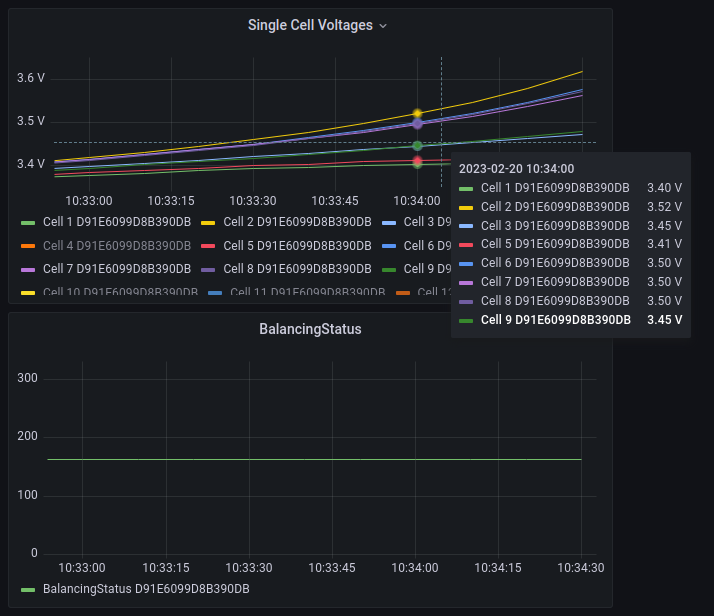 Single Cell Voltages
3.6 V
3.5 V
3.4 V
10:33:00 10:33:15 10:33:30 10:33:45 10:34:00
Cell 1 D91E6099D8B390DB Cell 2 D91E6099D8B390DB Cell 3 D9
Cell 4 D91E6099D8B390DB Cell 5 D91E6099D8B390DB Cell 6 D9
Cell 7 D91E6099D8B390DB Cell 8 D91E6099D8B390DB Cell 9 D9
Cell 10 D91E6099D8B390DB Cell 11 D91E6099D8B390DB Cell 12
2023-02-20 10:34:00
Cell 1 D91E6099D8B390DB 3.40 V
Cell 2 D91E6099D8B390DB 3.52 V
Cell 3 D91E6099D8B390DB 3.45 V
Cell 5 D91E6099D8B390DB 3.41 V
Cell 6 D91E6099D8B390DB 3.50 V
Cell 7 D91E6099D8B390DB 3.50 V
Cell 8 D91E6099D8B390DB 3.50 V
Cell 9 D91E6099D8B390DB 3.45 V
BalancingStatus
300
200
100
0
10:33:00 10:33:15 10:33:30 10:33:45 10:34:00 10:34:15 10:34:30
BalancingStatus D91E6099D8B390DB